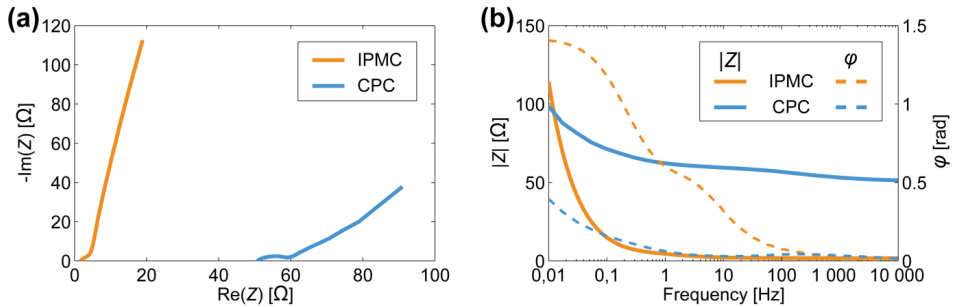 (a)
120
100
80
60
40
20
0
-Im(Z) [Ω]
IPMC
CPC
0
20
40
60
80
100
Re(Z) [Ω]
(b)
150
100
50
0
|Z| [Ω]
|Z| φ
IPMC
CPC
1.5
1
0.5
0
φ [rad]
0,01
0,1
1
10
100
1 000
10 000
Frequency [Hz]